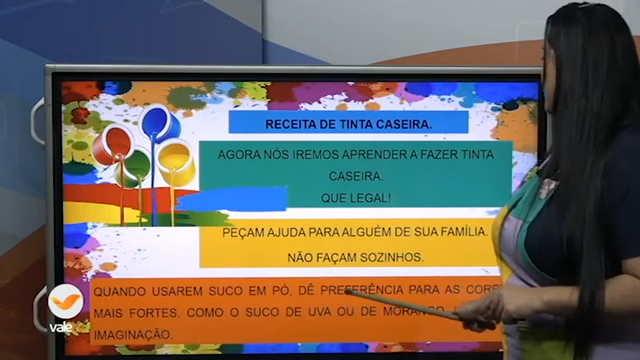 RECEITA DE TINTA CASEIRA.
AGORA NÓS IREMOS APRENDER A FAZER TINTA
CASEIRA.
QUE LEGAL!
PEÇAM AJUDA PARA ALGUÉM DE SUA FAMÍLIA.
NÃO FAÇAM SOZINHOS.
QUANDO USAREM SUCO EM PÓ, DÊ PREFERÊNCIA PARA AS
MAIS FORTES. COMO O SUCO DE UVA OU DE
IMAGINAÇÃO.
vale